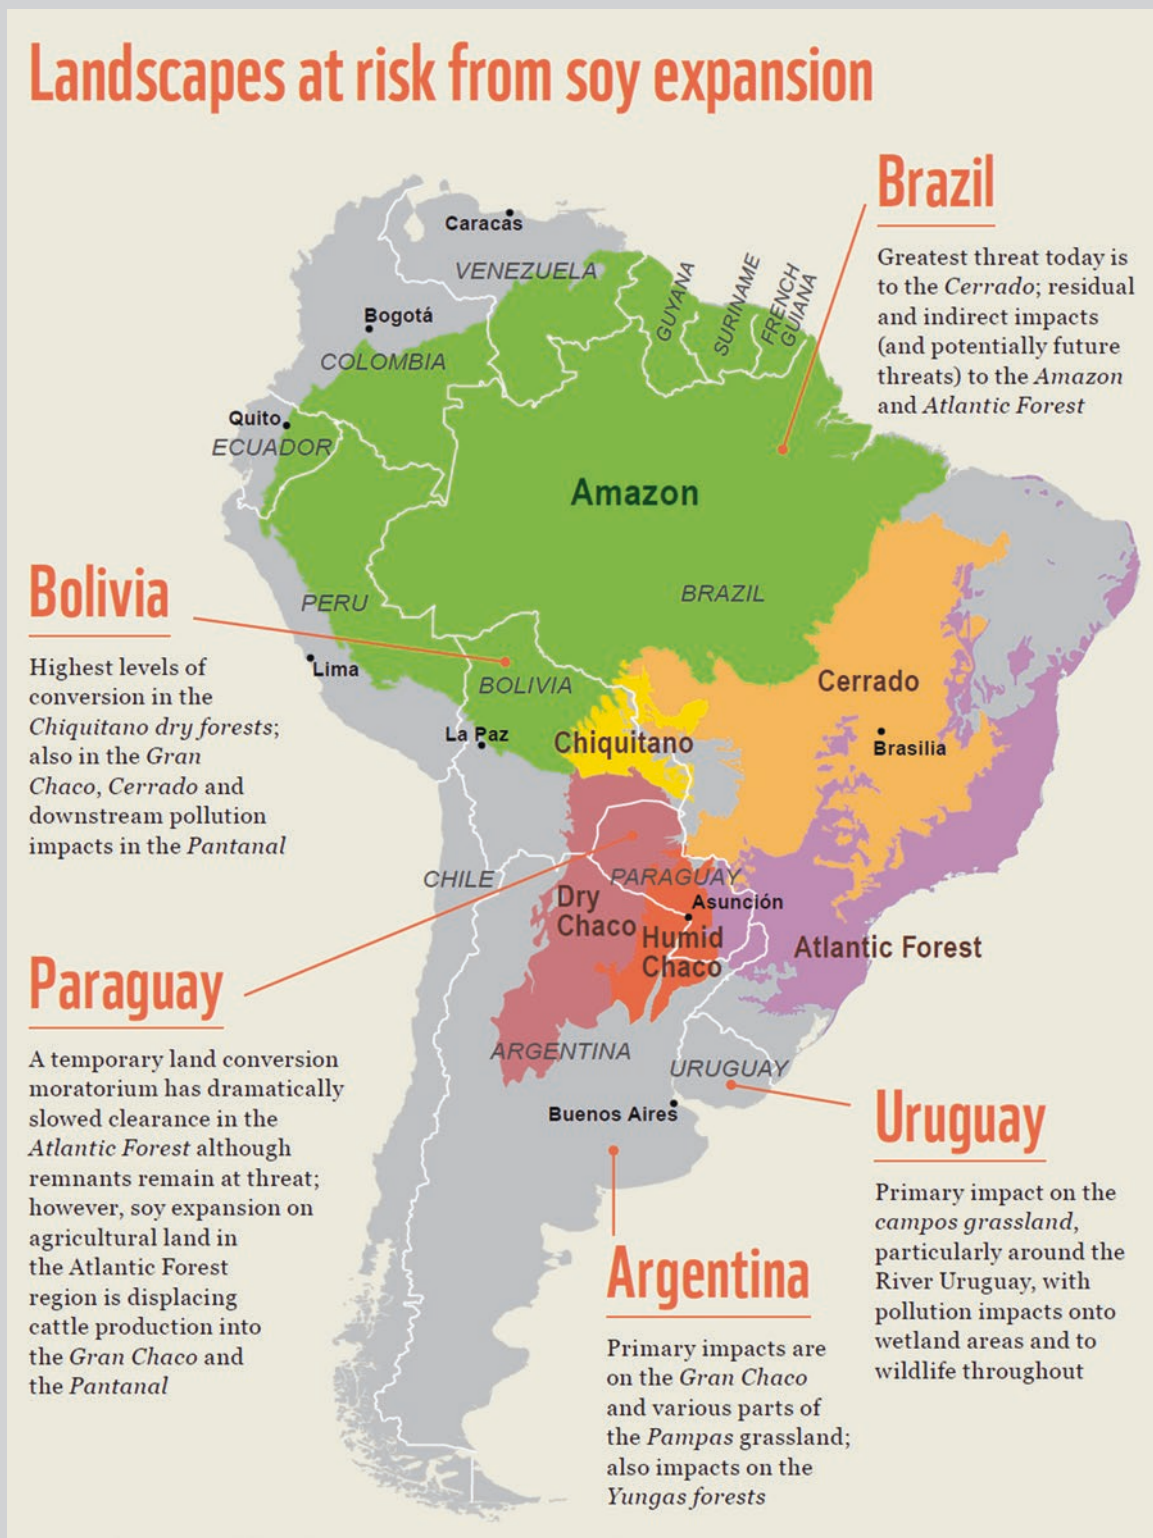 Landscapes at risk from soy expansion
Brazil
Greatest threat today is
to the Cerrado; residual
and indirect impacts
(and potentially future
threats) to the Amazon
and Atlantic Forest
Caracas
VENEZUELA
GUYANA
SURINAME
FRENCH
GUIANA
Bogotá
COLOMBIA
Quito
ECUADOR
Amazon
PERU
BRAZIL
Lima
BOLIVIA
Cerrado
La Paz
Chiquitano
Brasilia
CHILE
PARAGUAY
Dry
Chaco
Asunción
Humid
Chaco
Atlantic Forest
ARGENTINA
URUGUAY
Buenos Aires
Bolivia
Highest levels of
conversion in the
Chiquitano dry forests;
also in the Gran
Chaco, Cerrado and
downstream pollution
impacts in the Pantanal
Paraguay
A temporary land conversion
moratorium has dramatically
slowed clearance in the
Atlantic Forest although
remnants remain at threat;
however, soy expansion on
agricultural land in
the Atlantic Forest
region is displacing
cattle production into
the Gran Chaco and
the Pantanal
Argentina
Primary impacts are
on the Gran Chaco
and various parts of
the Pampas grassland;
also impacts on the
Yungas forests
Uruguay
Primary impact on the
campos grassland,
particularly around the
River Uruguay, with
pollution impacts onto
wetland areas and to
wildlife throughout